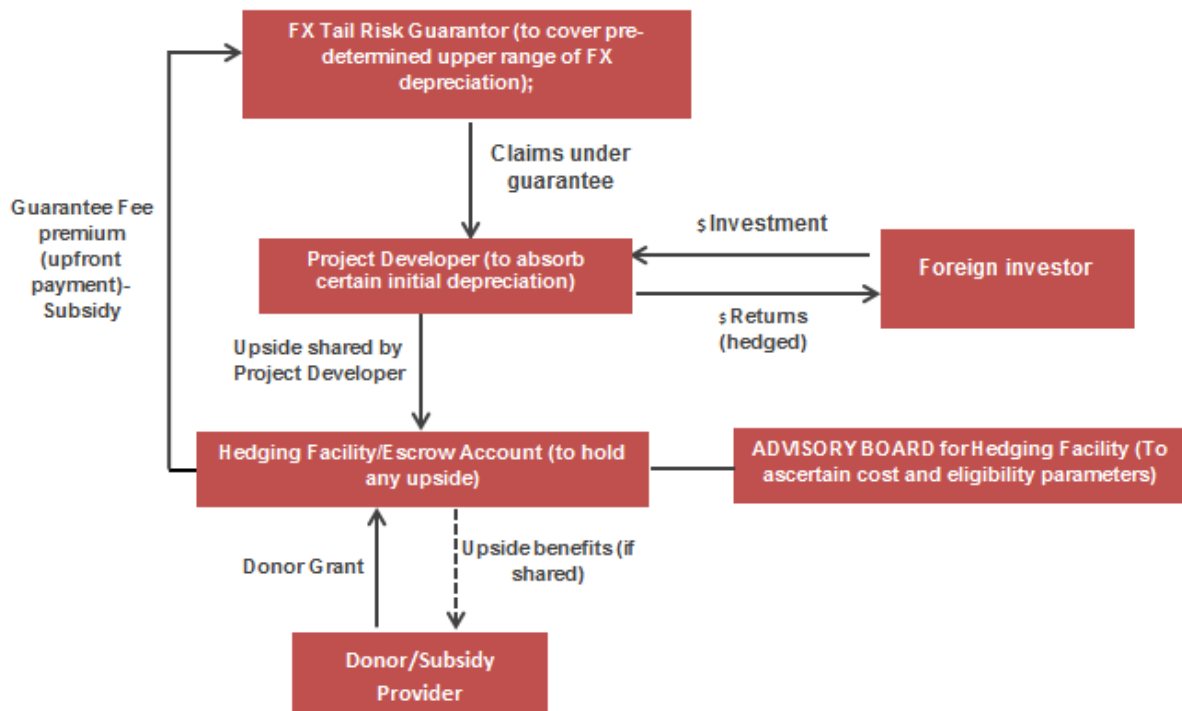 FX Tail Risk Guarantor (to cover pre-
determined upper range of FX
depreciation);
Claims under
guarantee
Guarantee Fee
premium
(upfront
payment)-
Subsidy
$Investment
Project Developer (to absorb
certain initial depreciation)
Foreign investor
$Returns
(hedged)
Upside shared by
Project Developer
Hedging Facility/Escrow Account (to hold
any upside)
ADVISORY BOARD for Hedging Facility (To
ascertain cost and eligibility parameters)
Donor Grant
Upside benefits (if
shared)
Donor/Subsidy
Provider